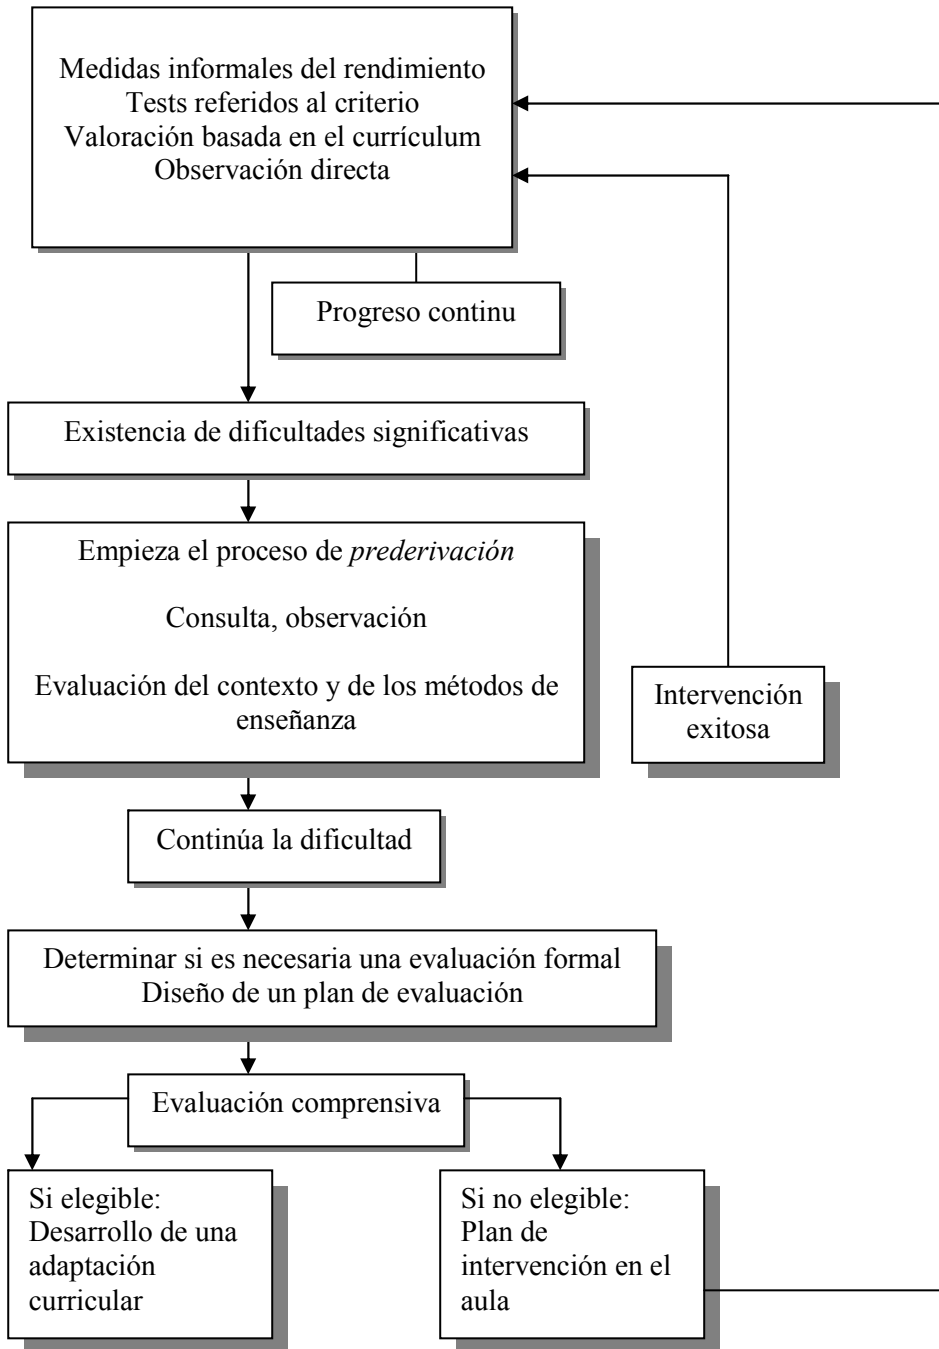 Medidas informales del rendimiento
Tests referidos al criterio
Valoración basada en el currículum
Observación directa
Progreso continu
Existencia de dificultades significativas
Empieza el proceso de prederivación
Consulta, observación
Evaluación del contexto y de los métodos de
enseñanza
Intervención
exitosa
Continúa la dificultad
Determinar si es necesaria una evaluación formal
Diseño de un plan de evaluación
Evaluación comprensiva
Si elegible:
Desarrollo de una
adaptación
curricular
Si no elegible:
Plan de
intervención en el
aula